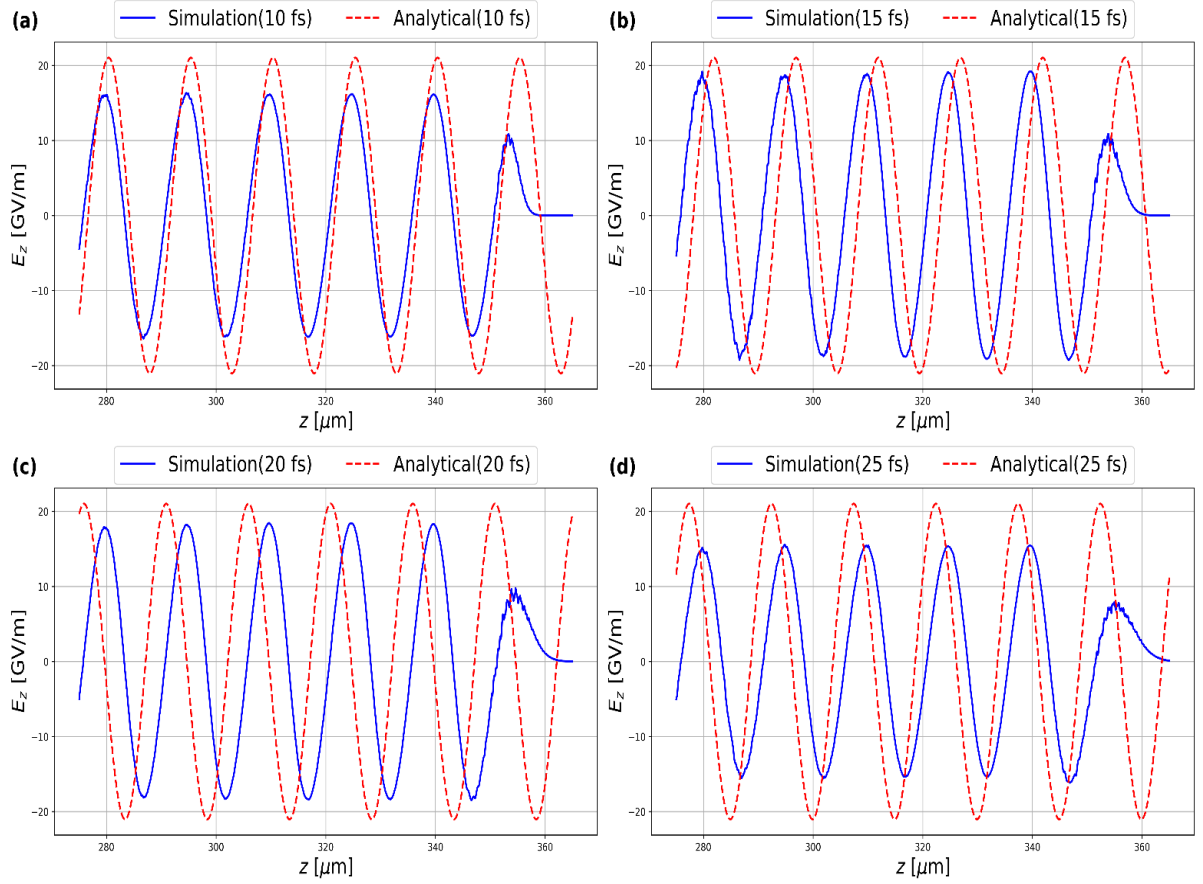 (a) Simulation(10 fs) Analytical(10 fs)
20
10
0
−10
−20
E_z [GV/m]
280 300 320 340 360
z [μm]
(b) Simulation(15 fs) Analytical(15 fs)
20
10
0
−10
−20
E_z [GV/m]
280 300 320 340 360
z [μm]
(c) Simulation(20 fs) Analytical(20 fs)
20
10
0
−10
−20
E_z [GV/m]
280 300 320 340 360
z [μm]
(d) Simulation(25 fs) Analytical(25 fs)
20
10
0
−10
−20
E_z [GV/m]
280 300 320 340 360
z [μm]